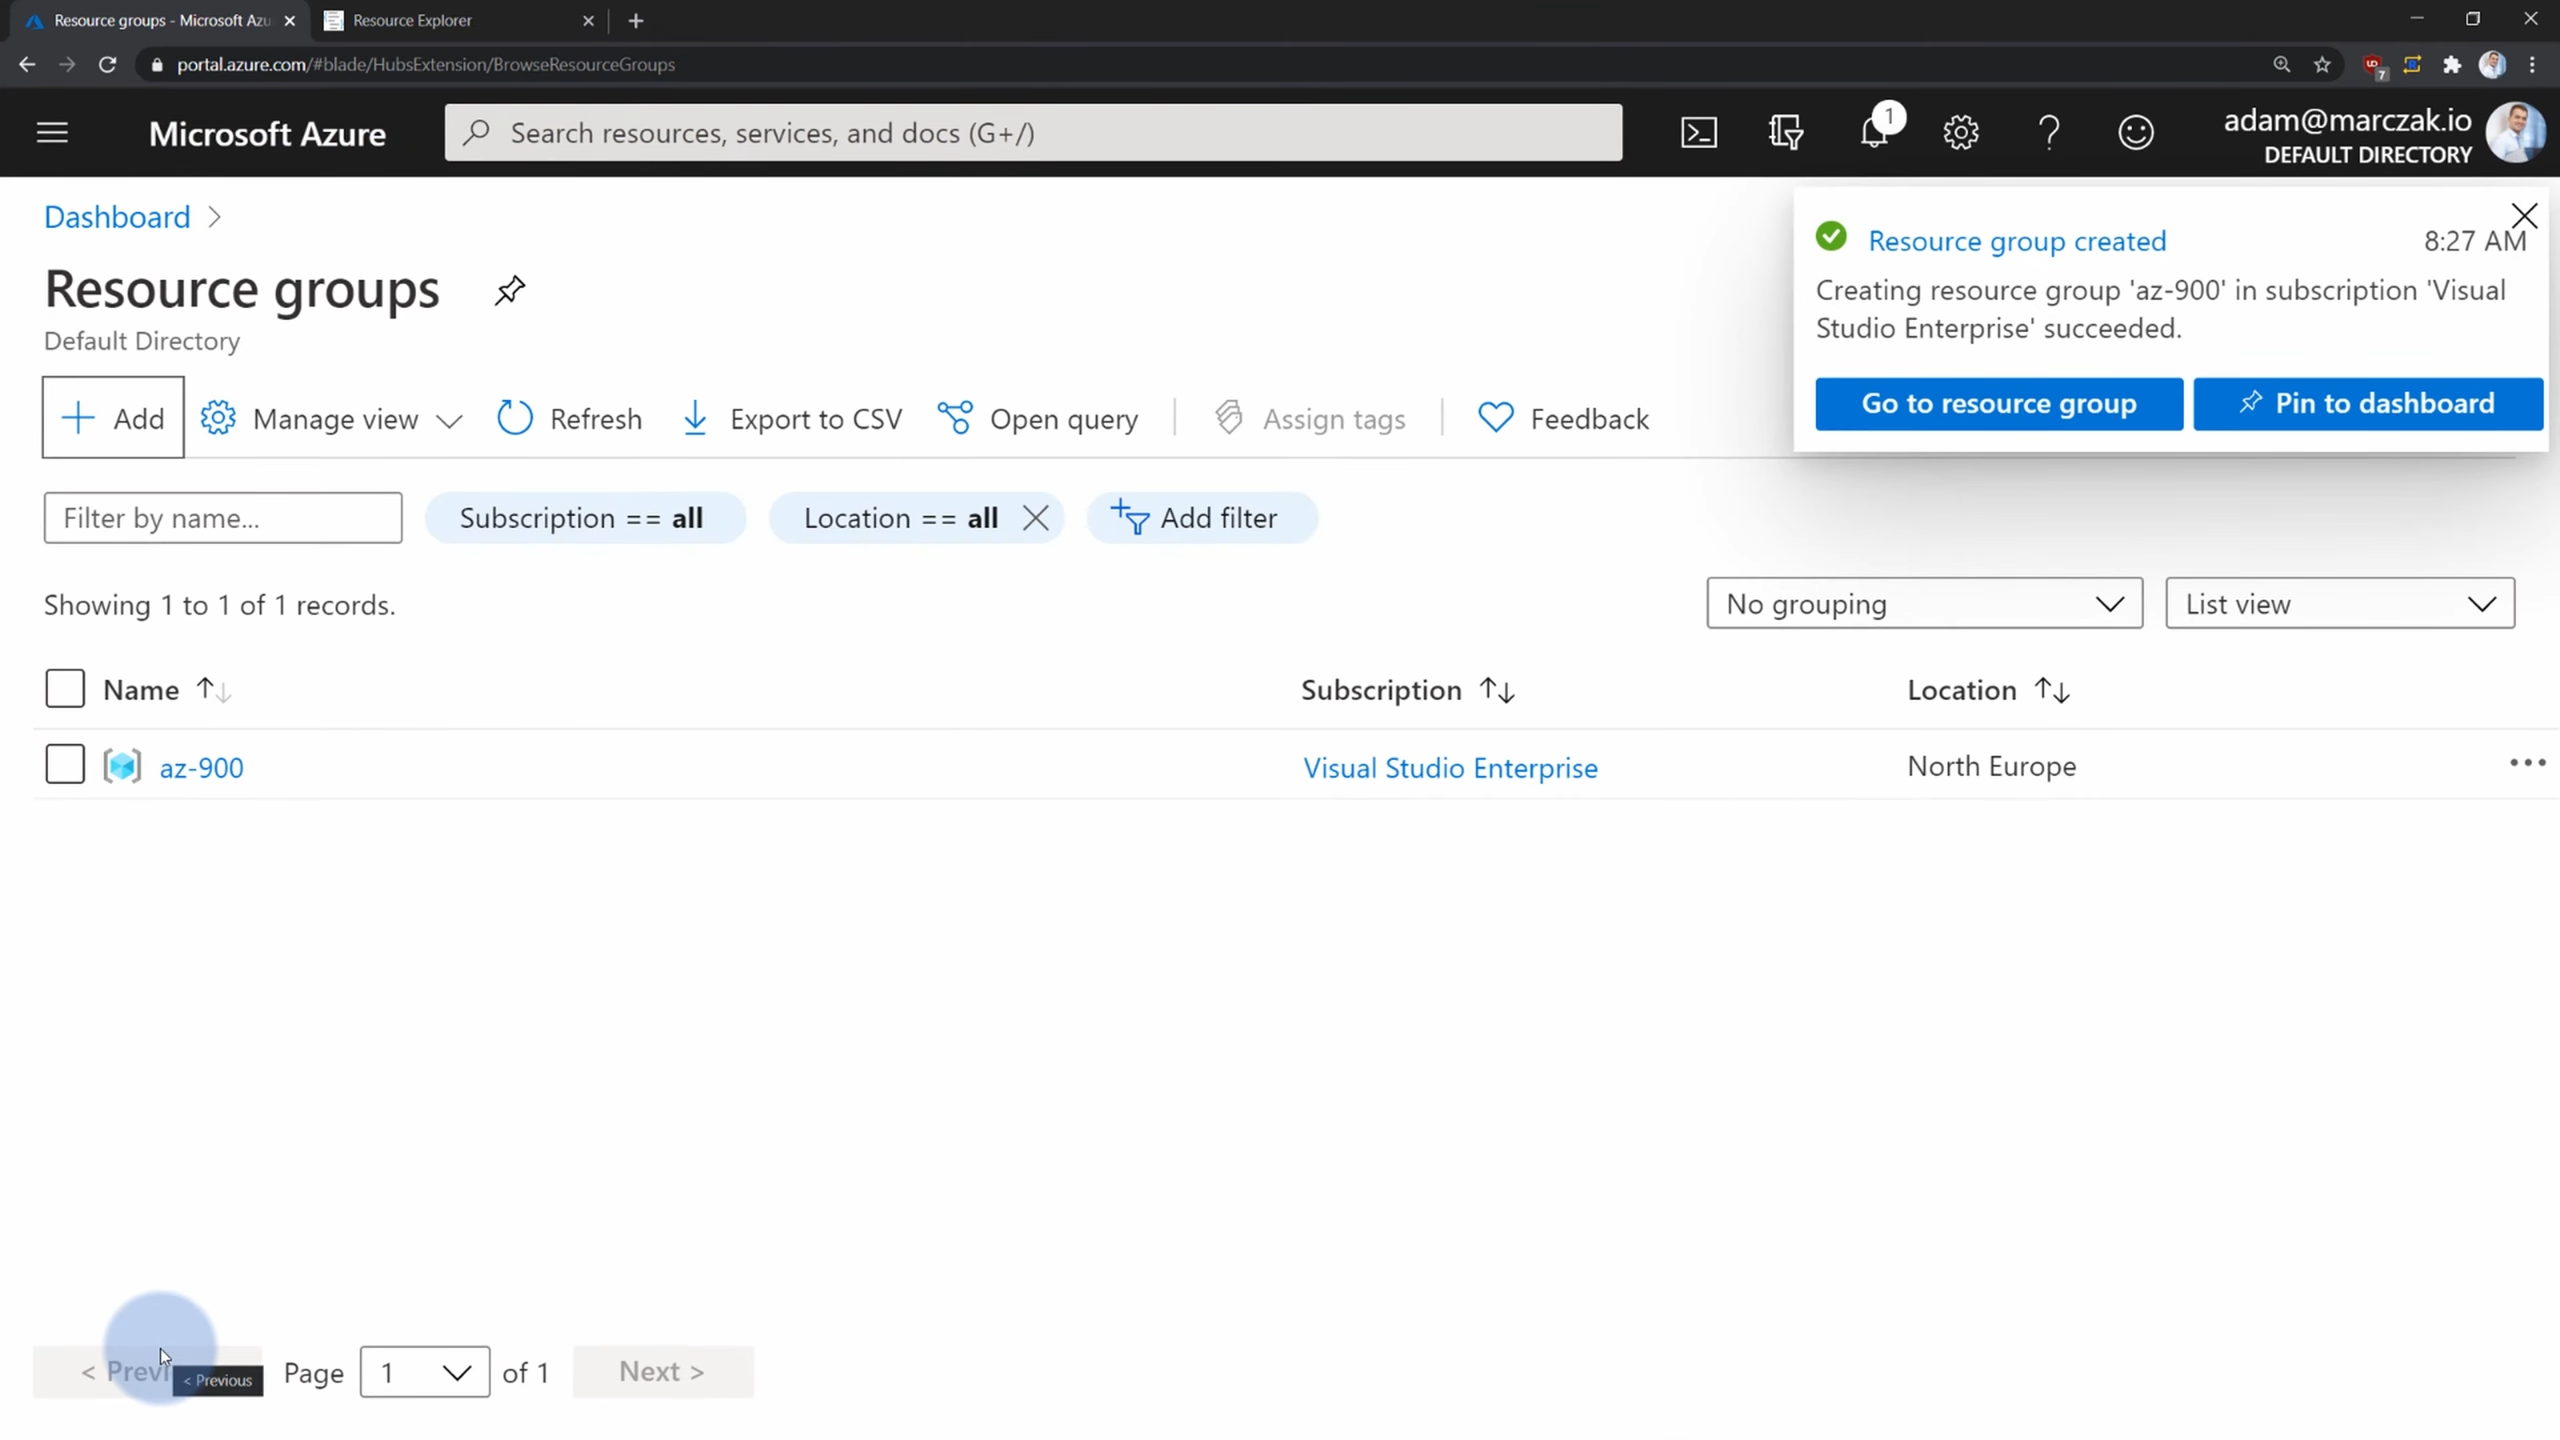 Resource groups - Microsoft Azu
Resource Explorer
portal.azure.com/#blade/HubsExtension/BrowseResourceGroups
7
Microsoft Azure
Search resources, services, and docs (G+/)
1
adam@marczak.io
DEFAULT DIRECTORY
Dashboard
Resource group created
8:27 AM
Creating resource group 'az-900' in subscription 'Visual
Studio Enterprise' succeeded.
Go to resource group
Pin to dashboard
Resource groups
Default Directory
Add
Manage view
Refresh
Export to CSV
Open query
Assign tags
Feedback
Filter by name...
Subscription == all
Location == all
Add filter
Showing 1 to 1 of 1 records.
No grouping
List view
Name
Subscription
Location
az-900
Visual Studio Enterprise
North Europe
< Previ
< Previous
Page
1
of 1
Next >